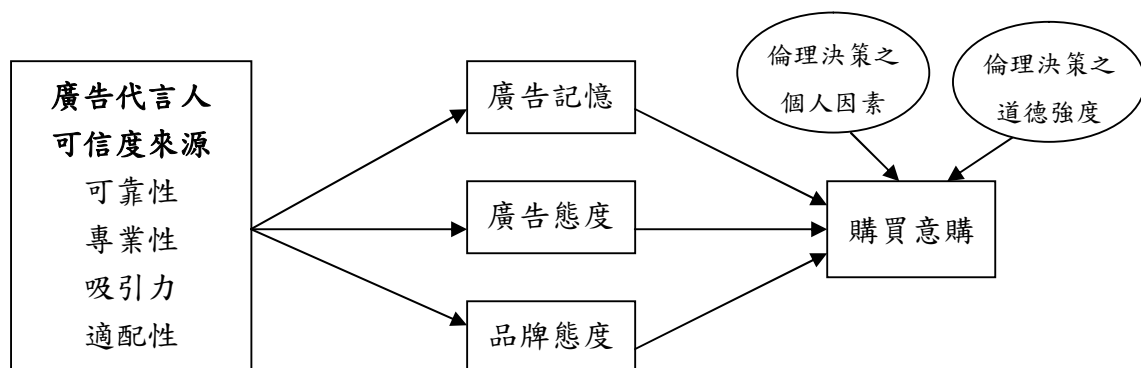 廣告代言人
可信度來源
可靠性
專業性
吸引力
適配性
廣告記憶
廣告態度
品牌態度
倫理決策之
個人因素
倫理決策之
道德強度
購買意購